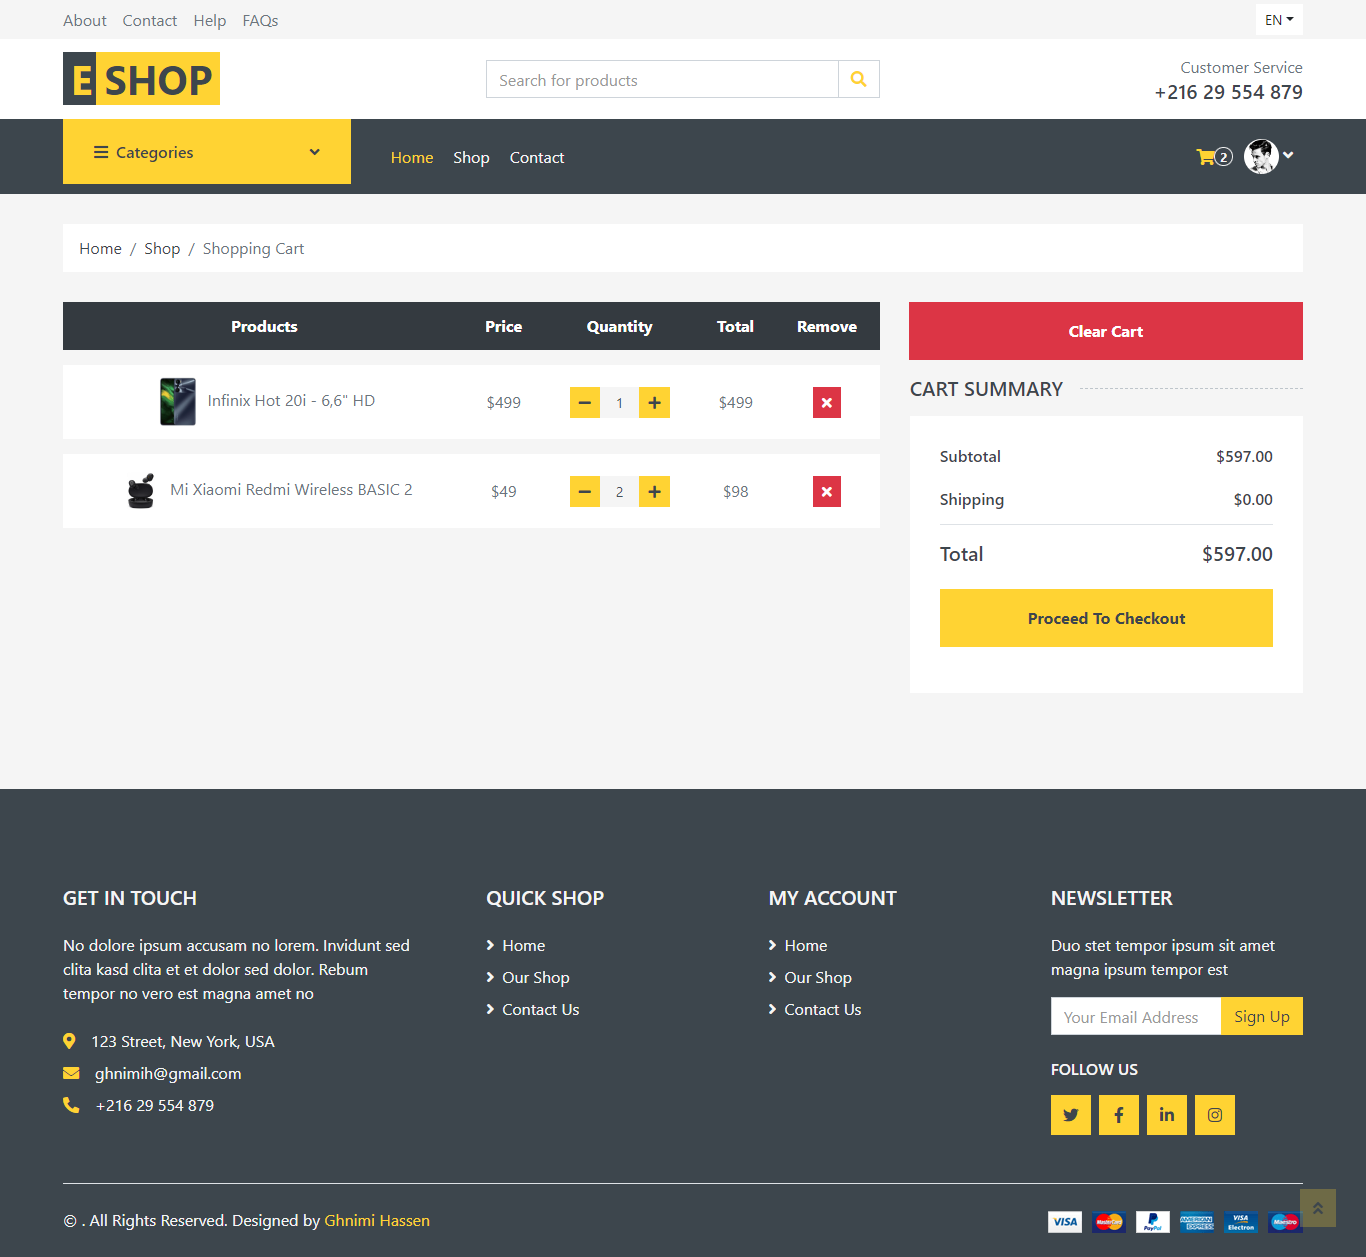 About Contact Help FAQs EN
E SHOP
Search for products
Customer Service
+216 29 554 879
Categories
Home Shop Contact
2
Home / Shop / Shopping Cart
Products Price Quantity Total Remove
Clear Cart
Infinix Hot 20i - 6,6" HD $499 1 $499
CART SUMMARY
Mi Xiaomi Redmi Wireless BASIC 2 $49 2 $98
Subtotal $597.00
Shipping $0.00
Total $597.00
Proceed To Checkout
GET IN TOUCH
No dolore ipsum accusam no lorem. Invidunt sed
clita kasd clita et et dolor sed dolor. Rebum
tempor no vero est magna amet no
123 Street, New York, USA
ghnimih@gmail.com
+216 29 554 879
QUICK SHOP
Home
Our Shop
Contact Us
MY ACCOUNT
Home
Our Shop
Contact Us
NEWSLETTER
Duo stet tempor ipsum sit amet
magna ipsum tempor est
Your Email Address Sign Up
FOLLOW US
© . All Rights Reserved. Designed by Ghnimi Hassen
VISA MasterCard PayPal AMERICAN EXPRESS VISA Electron Maestro